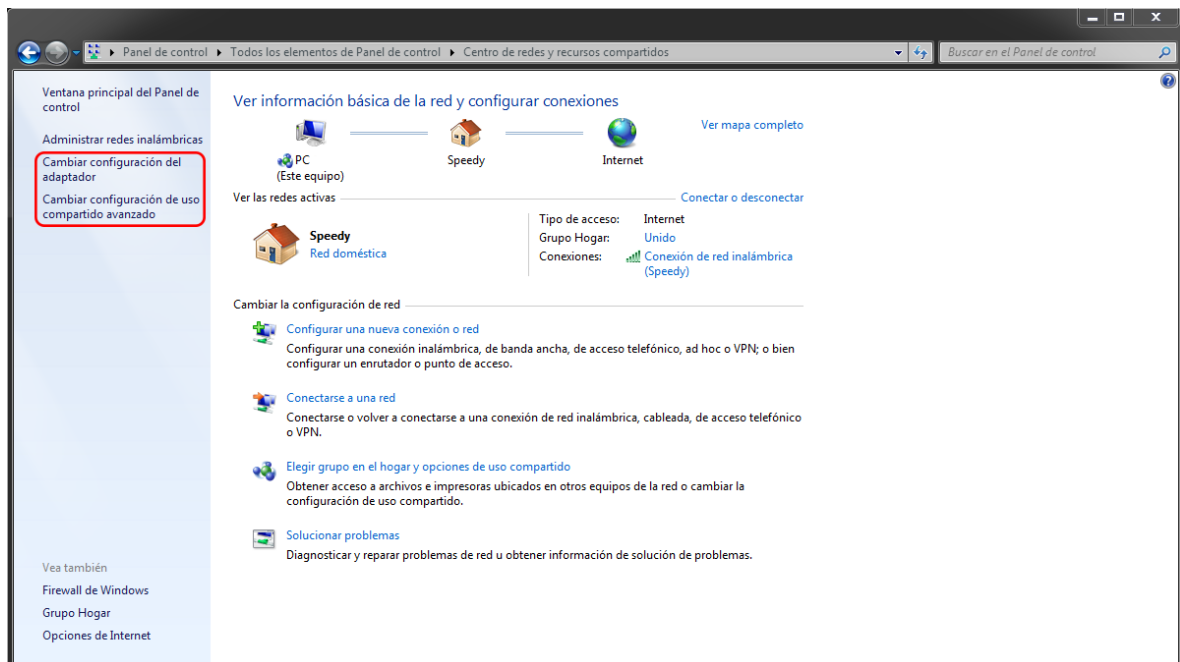 Panel de control ▸ Todos los elementos de Panel de control ▸ Centro de redes y recursos compartidos
Buscar en el Panel de control
Ventana principal del Panel de
control
Administrar redes inalámbricas
Cambiar configuración del
adaptador
Cambiar configuración de uso
compartido avanzado
Ver información básica de la red y configurar conexiones
Ver mapa completo
PC
(Este equipo)
Speedy
Internet
Ver las redes activas
Conectar o desconectar
Speedy
Red doméstica
Tipo de acceso: Internet
Grupo Hogar: Unido
Conexiones: Conexión de red inalámbrica
(Speedy)
Cambiar la configuración de red
Configurar una nueva conexión o red
Configurar una conexión inalámbrica, de banda ancha, de acceso telefónico, ad hoc o VPN; o bien
configurar un enrutador o punto de acceso.
Conectarse a una red
Conectarse o volver a conectarse a una conexión de red inalámbrica, cableada, de acceso telefónico
o VPN.
Elegir grupo en el hogar y opciones de uso compartido
Obtener acceso a archivos e impresoras ubicados en otros equipos de la red o cambiar la
configuración de uso compartido.
Solucionar problemas
Diagnosticar y reparar problemas de red u obtener información de solución de problemas.
Vea también
Firewall de Windows
Grupo Hogar
Opciones de Internet